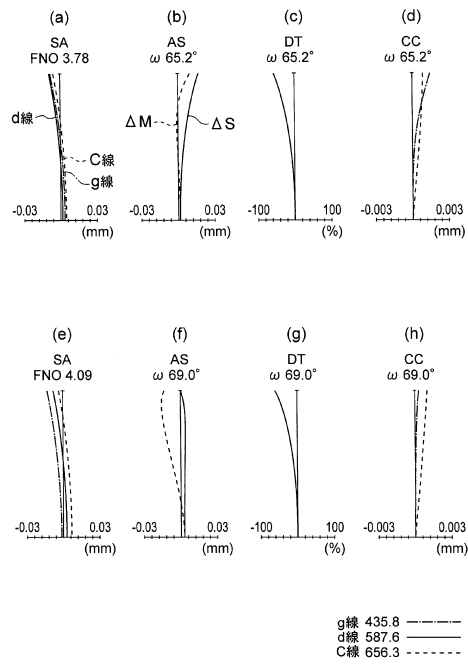 (a) (b) (c) (d)
SA AS DT CC
FNO 3.78 ω 65.2° ω 65.2° ω 65.2°
d線 ΔM ΔS
C線
g線
-0.03 0.03 -0.03 0.03 -100 100 -0.003 0.003
(mm) (mm) (%) (mm)
(e) (f) (g) (h)
SA AS DT CC
FNO 4.09 ω 69.0° ω 69.0° ω 69.0°
-0.03 0.03 -0.03 0.03 -100 100 -0.003 0.003
(mm) (mm) (%) (mm)
g線 435.8
d線 587.6
C線 656.3